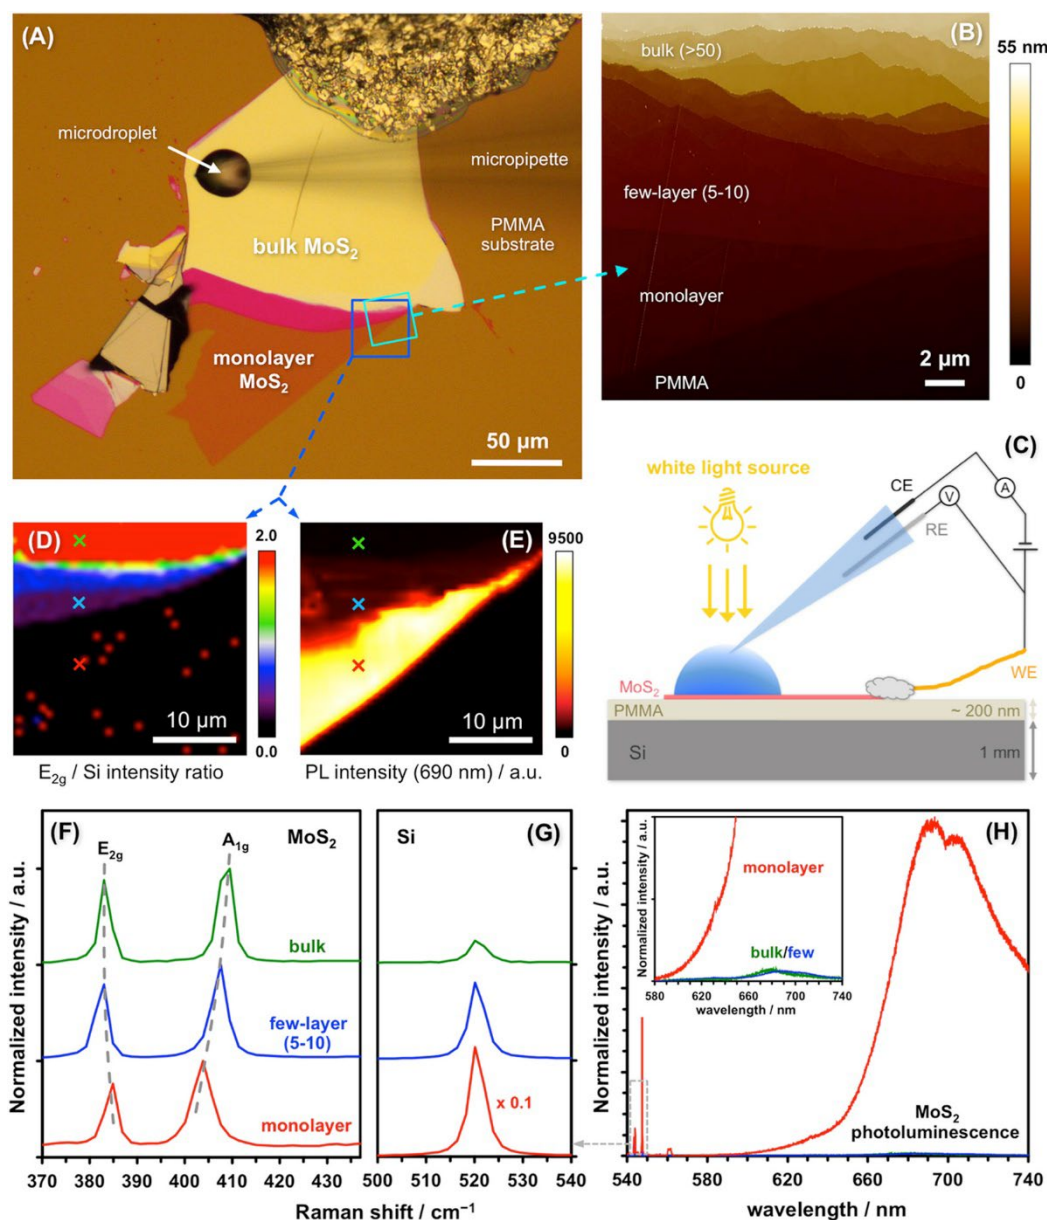 (A)
microdroplet
micropipette
PMMA
substrate
bulk MoS₂
monolayer
MoS₂
50 µm
(B)
bulk (>50)
few-layer (5-10)
monolayer
PMMA
2 µm
55 nm
0
(C)
white light source
CE
A
V
RE
WE
MoS₂
PMMA
~ 200 nm
Si
1 mm
(D)
2.0
0.0
10 µm
E₂g / Si intensity ratio
(E)
9500
0
10 µm
PL intensity (690 nm) / a.u.
(F)
E₂g
A₁g
MoS₂
bulk
few-layer
(5-10)
monolayer
Normalized intensity / a.u.
370 380 390 400 410 420 430
(G)
Si
x 0.1
500 510 520 530 540
Raman shift / cm⁻¹
(H)
Normalized intensity / a.u.
monolayer
bulk/few
580 620 660 700 740
wavelength / nm
Normalized intensity / a.u.
MoS₂
photoluminescence
540 580 620 660 700 740
wavelength / nm